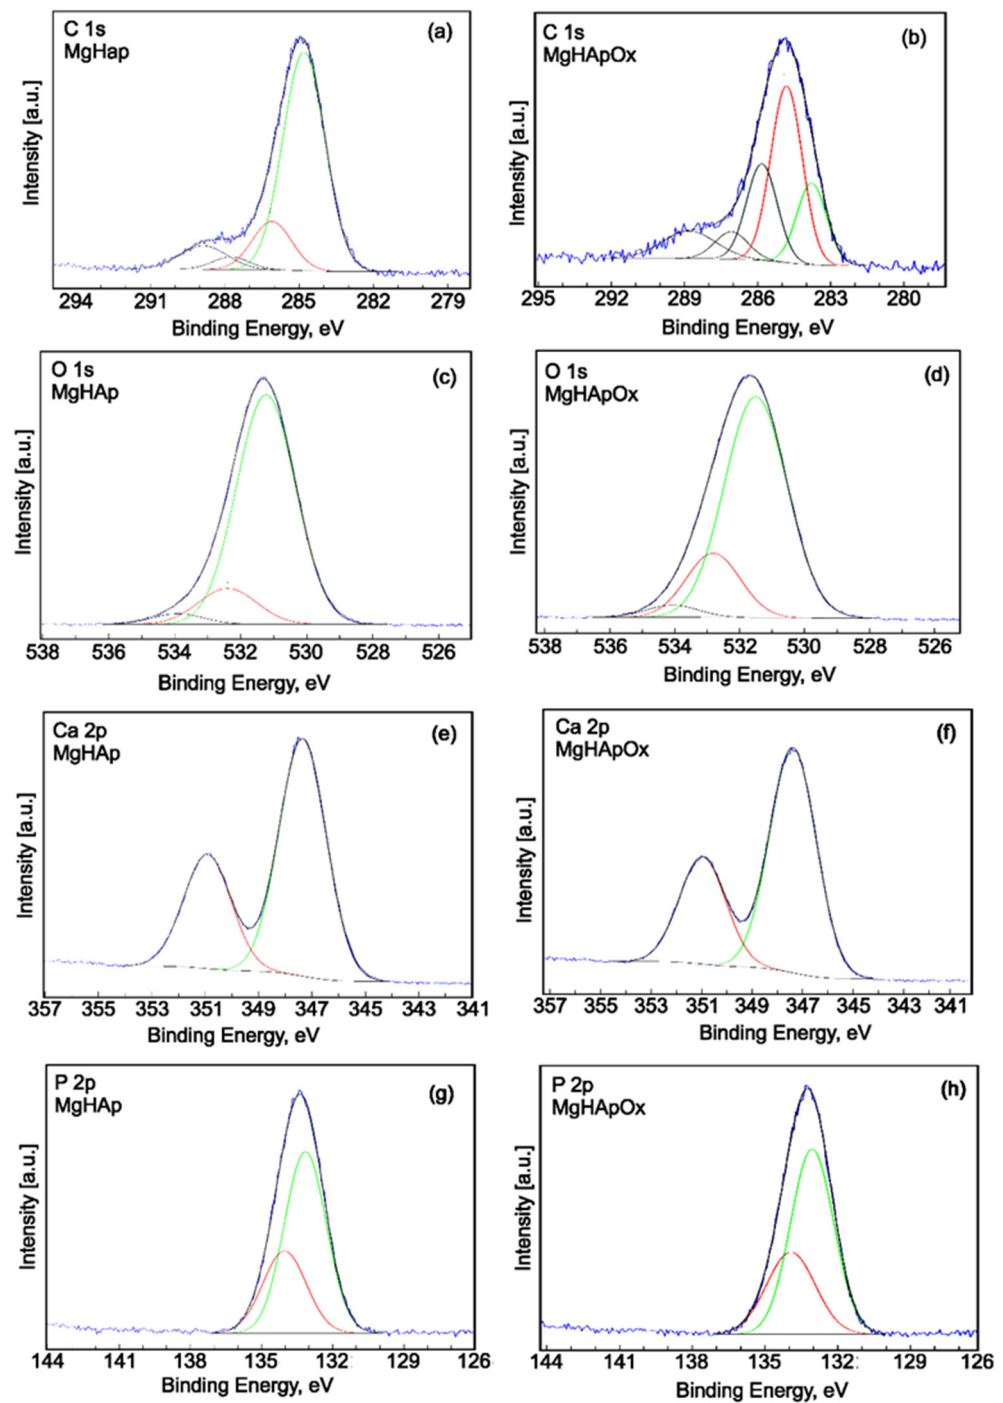 C 1s
MgHap
(a)
Intensity [a.u.]
294 291 288 285 282 279
Binding Energy, eV
C 1s
MgHApOx
(b)
Intensity [a.u.]
295 292 289 286 283 280
Binding Energy, eV
O 1s
MgHAp
(c)
Intensity [a.u.]
538 536 534 532 530 528 526
Binding Energy, eV
O 1s
MgHApOx
(d)
Intensity [a.u.]
538 536 534 532 530 528 526
Binding Energy, eV
Ca 2p
MgHAp
(e)
Intensity [a.u.]
357 355 353 351 349 347 345 343 341
Binding Energy, eV
Ca 2p
MgHApOx
(f)
Intensity [a.u.]
357 355 353 351 349 347 345 343 341
Binding Energy, eV
P 2p
MgHAp
(g)
Intensity [a.u.]
144 141 138 135 132 129 126
Binding Energy, eV
P 2p
MgHApOx
(h)
Intensity [a.u.]
144 141 138 135 132 129 126
Binding Energy, eV